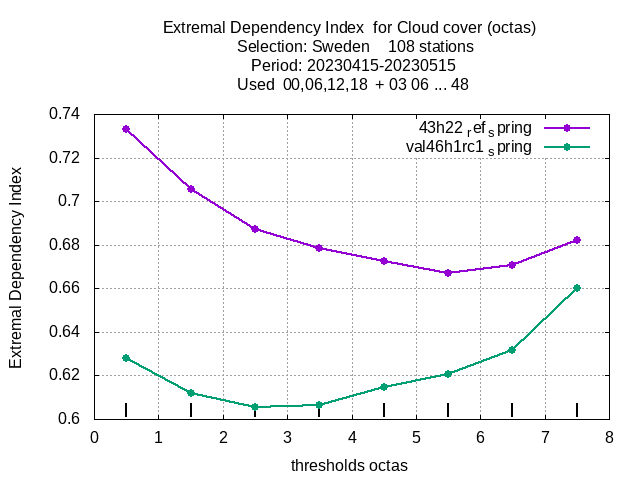 Extremal Dependency Index for Cloud cover (octas)
Selection: Sweden 108 stations
Period: 20230415-20230515
Used 00,06,12,18 + 03 06 ... 48
43h22 ref spring
val46h1rc1 spring
Extremal Dependency Index
0.74
0.72
0.7
0.68
0.66
0.64
0.62
0.6
0 1 2 3 4 5 6 7 8
thresholds octas